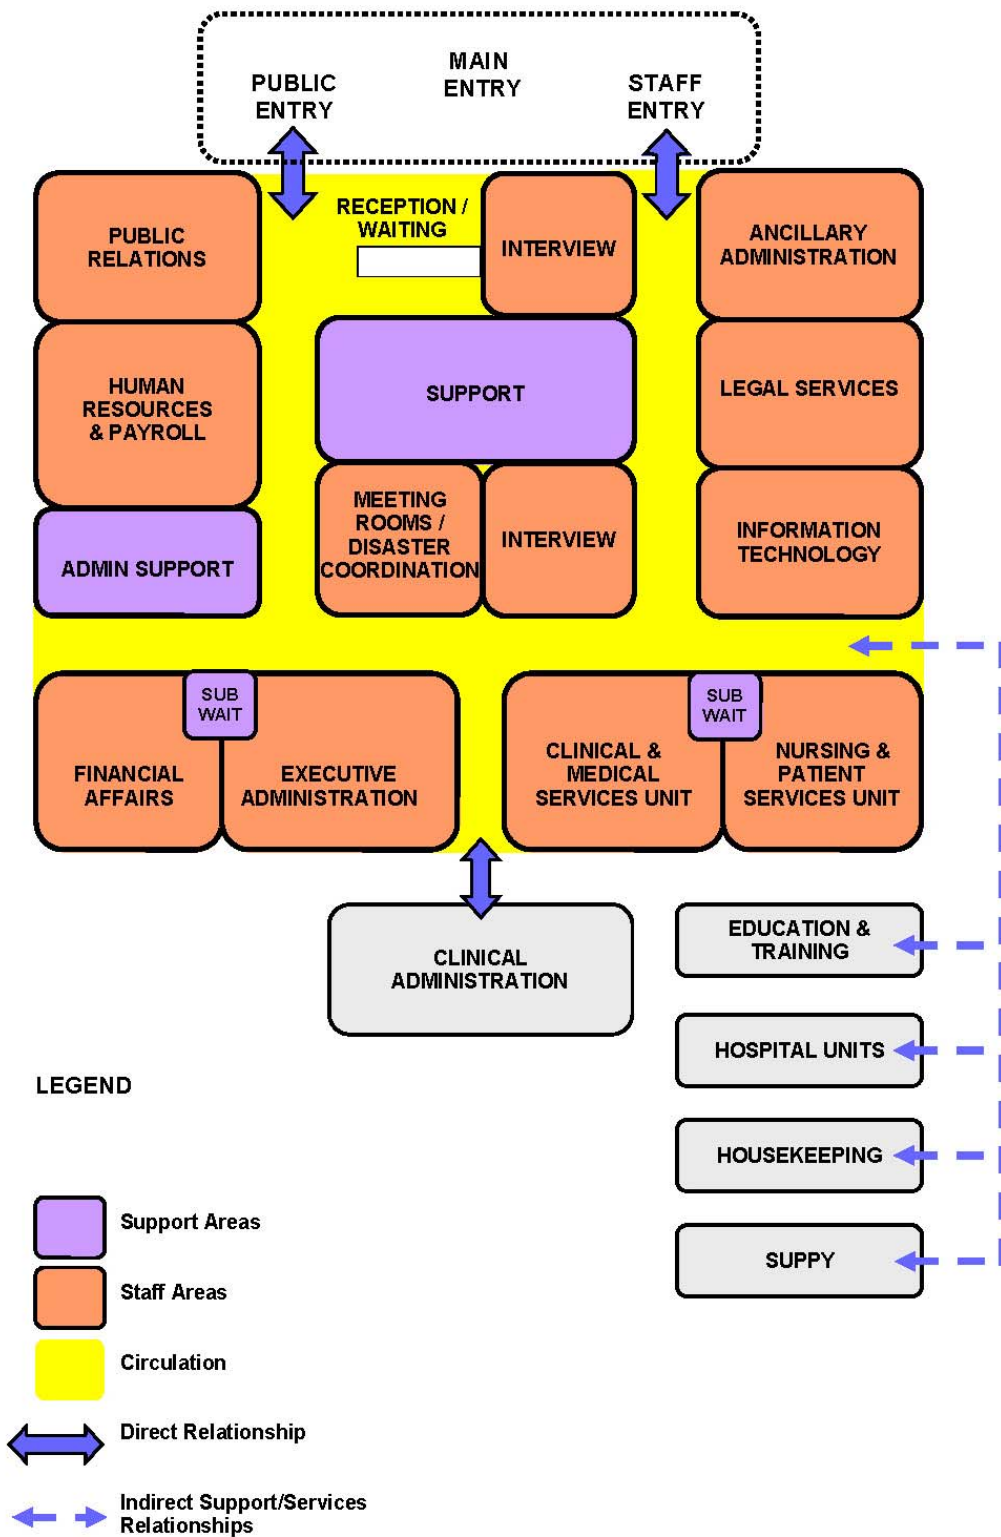 MAIN
ENTRY
PUBLIC
ENTRY
STAFF
ENTRY
PUBLIC
RELATIONS
RECEPTION /
WAITING
INTERVIEW
ANCILLARY
ADMINISTRATION
HUMAN
RESOURCES
& PAYROLL
SUPPORT
LEGAL SERVICES
ADMIN SUPPORT
MEETING
ROOMS /
DISASTER
COORDINATION
INTERVIEW
INFORMATION
TECHNOLOGY
SUB
WAIT
FINANCIAL
AFFAIRS
EXECUTIVE
ADMINISTRATION
SUB
WAIT
CLINICAL &
MEDICAL
SERVICES UNIT
NURSING &
PATIENT
SERVICES UNIT
CLINICAL
ADMINISTRATION
EDUCATION &
TRAINING
HOSPITAL UNITS
HOUSEKEEPING
SUPPY
LEGEND
Support Areas
Staff Areas
Circulation
Direct Relationship
Indirect Support/Services
Relationships